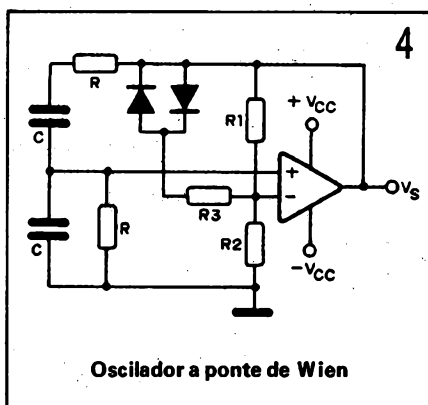 4
R
C
R1
+ VCC
+
VS
-
R3
C
R
R2
-VCC
Oscilador a ponte de Wien